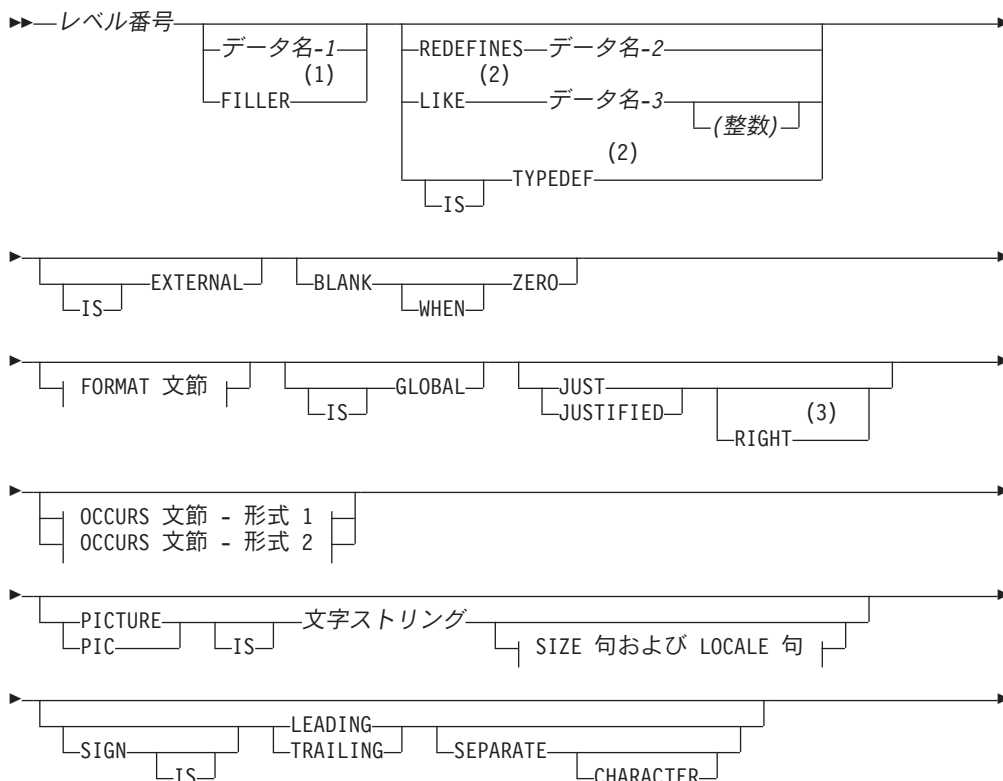 レベル番号
データ名-1
(1)
FILLER
REDEFINES データ名-2
(2)
LIKE データ名-3
(整数)
(2)
TYPEDEF
IS
EXTERNAL
IS
BLANK ZERO
WHEN
FORMAT 文節
GLOBAL
IS
JUST
JUSTIFIED
(3)
RIGHT
OCCURS 文節 - 形式 1
OCCURS 文節 - 形式 2
PICTURE
PIC
IS
文字ストリング
SIZE 句および LOCALE 句
SIGN
IS
LEADING
TRAILING
SEPARATE
CHARACTER